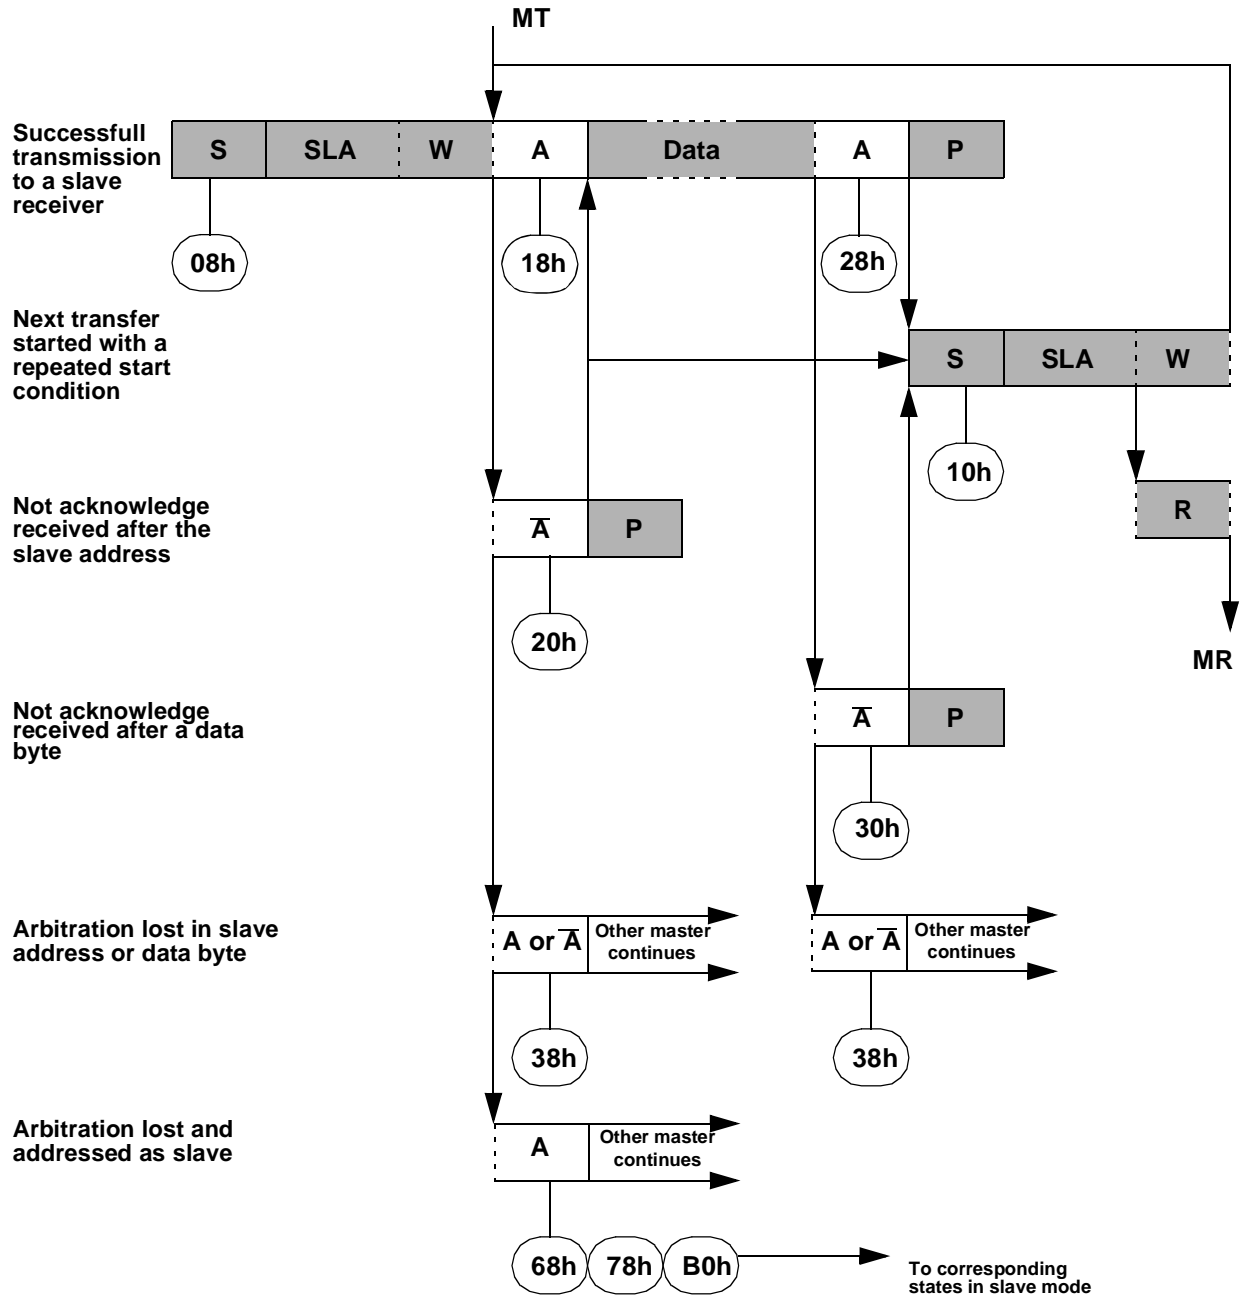 MT
Successfull
transmission
to a slave
receiver
S SLA W A Data A P
08h 18h 28h
Next transfer
started with a
repeated start
condition
S SLA W
10h
Not acknowledge
received after the
slave address
A̅ P
R
20h
MR
Not acknowledge
received after a data
byte
A̅ P
30h
Arbitration lost in slave
address or data byte
A or A̅ Other master
continues
A or A̅ Other master
continues
38h 38h
Arbitration lost and
addressed as slave
A Other master
continues
68h 78h B0h
To corresponding
states in slave mode